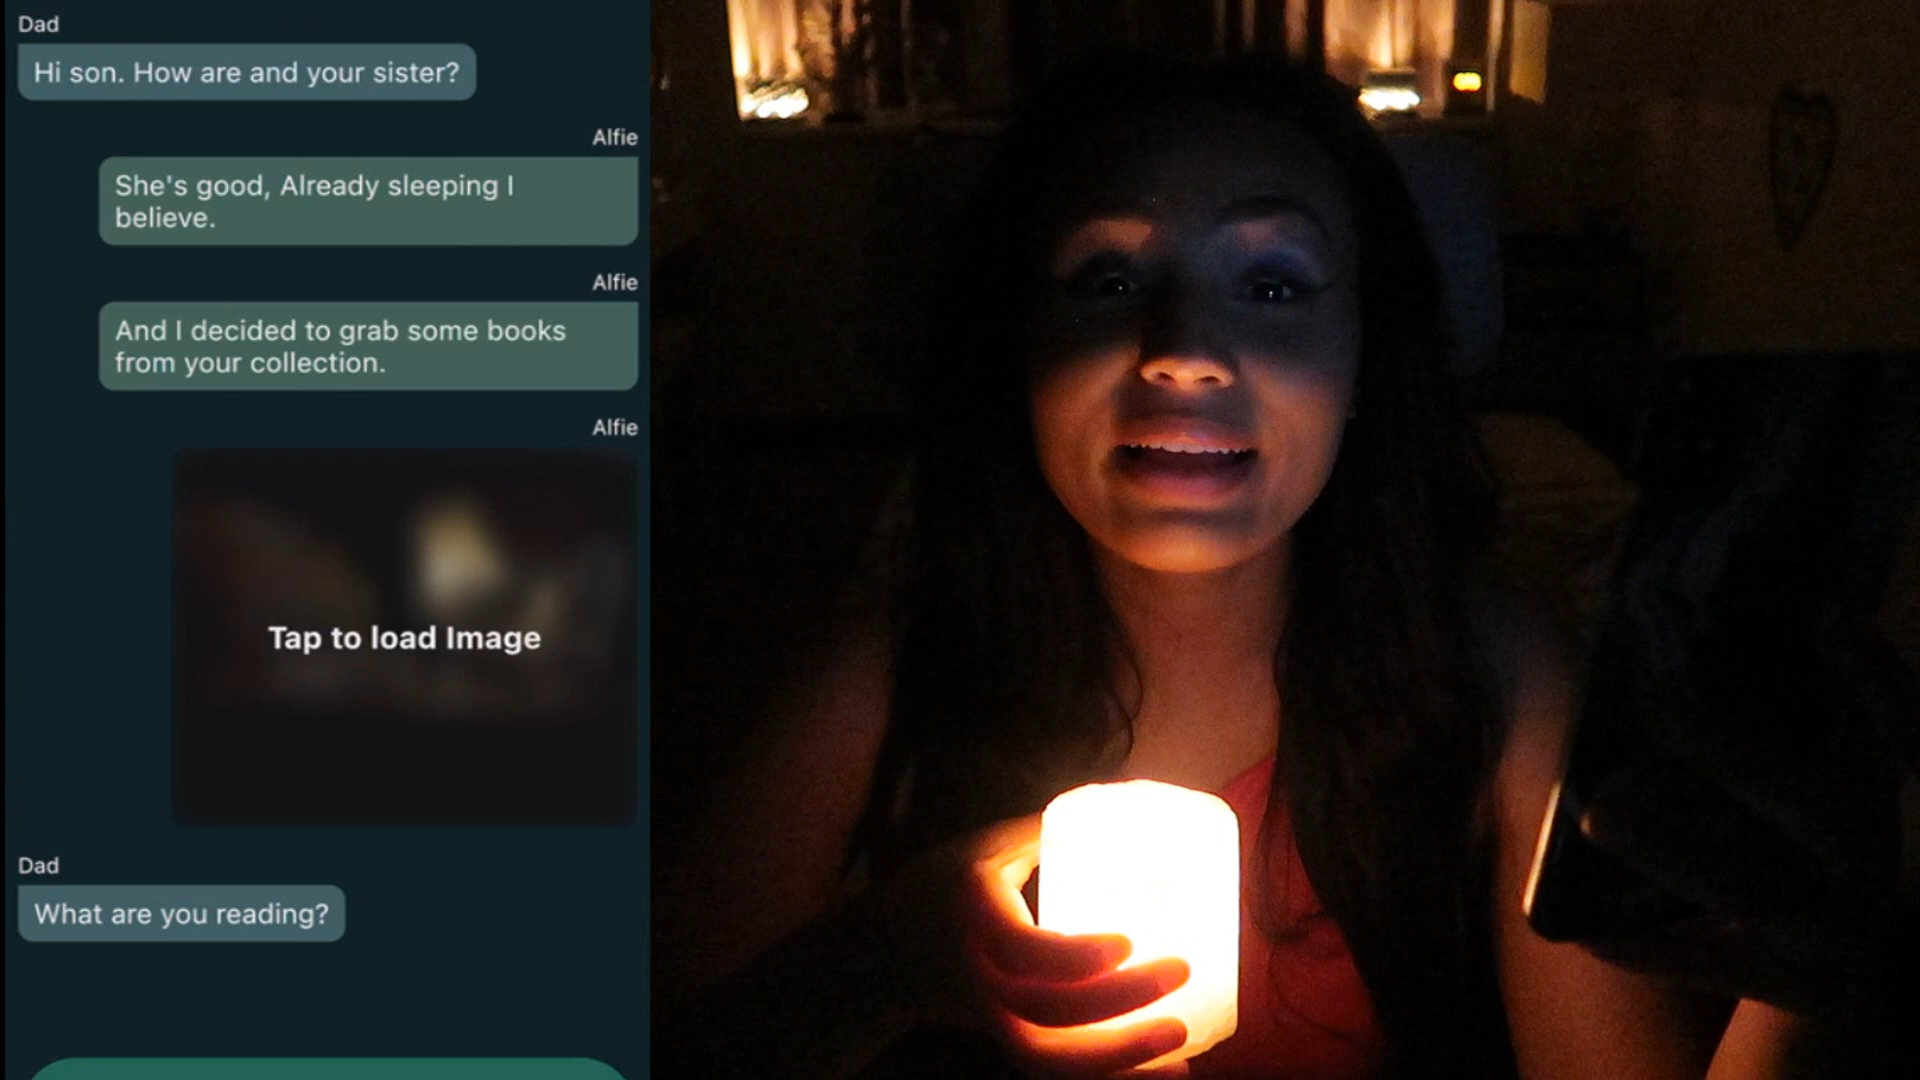 Dad
Hi son. How are and your sister?
Alfie
She's good, Already sleeping I
believe.
Alfie
And I decided to grab some books
from your collection.
Alfie
Tap to load Image
Dad
What are you reading?